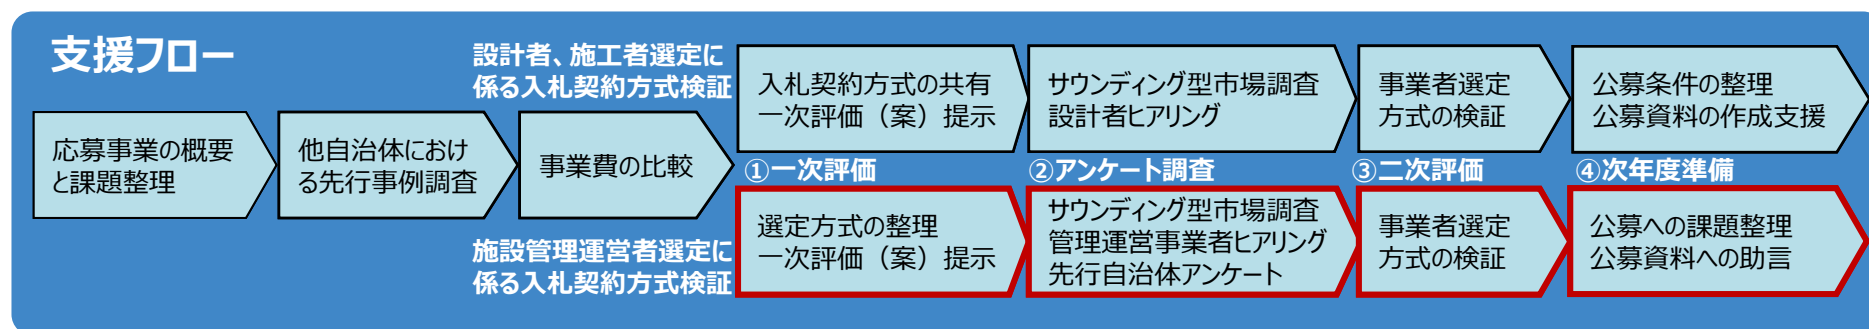 支援フロー
応募事業の概要
と課題整理
他自治体におけ
る先行事例調査
事業費の比較
設計者、施工者選定に
係る入札契約方式検証
入札契約方式の共有
一次評価（案）提示
サウンディング型市場調査
設計者ヒアリング
事業者選定
方式の検証
公募条件の整理
公募資料の作成支援
①一次評価
②アンケート調査
③二次評価
④次年度準備
施設管理運営者選定に
係る入札契約方式検証
選定方式の整理
一次評価（案）提示
サウンディング型市場調査
管理運営事業者ヒアリング
先行自治体アンケート
事業者選定
方式の検証
公募への課題整理
公募資料への助言